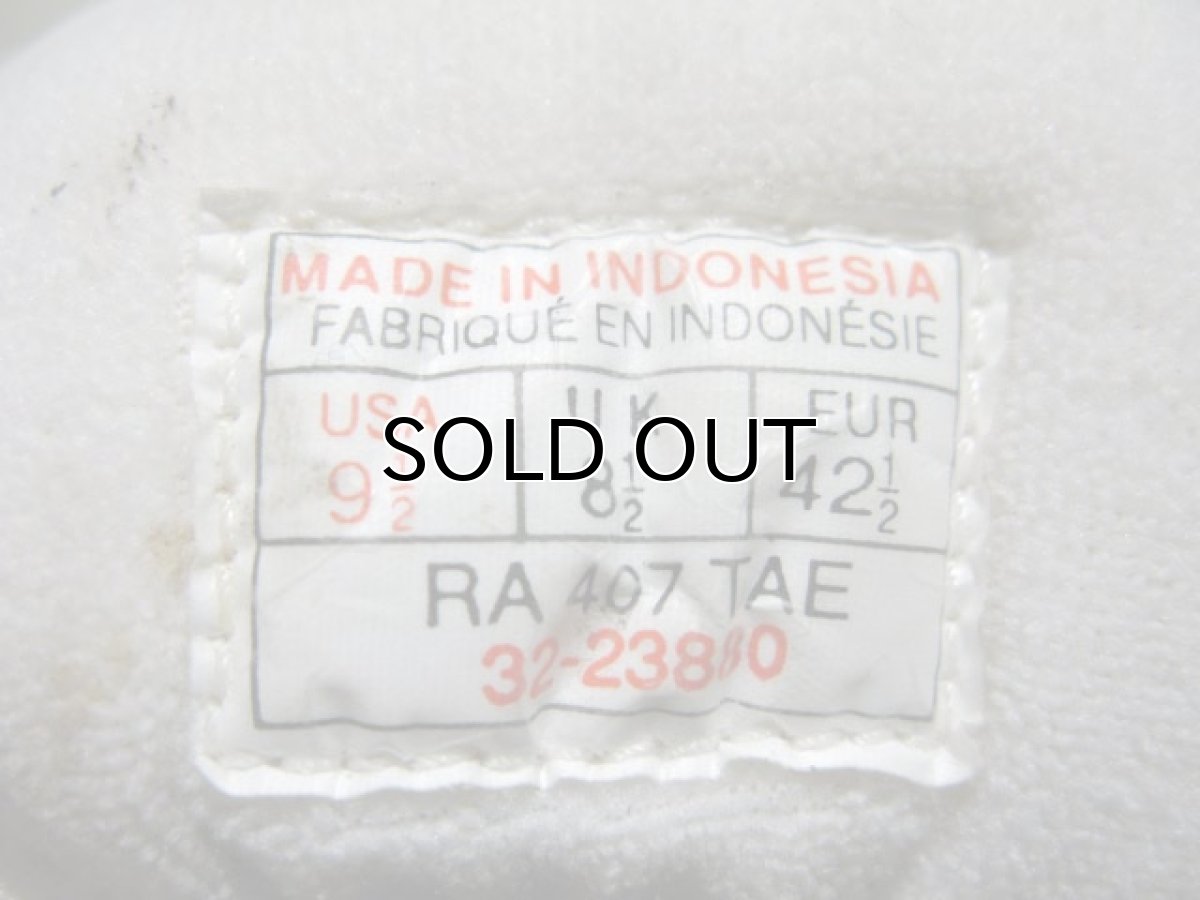 MADE IN INDONESIA
FABRIQUÉ EN INDONÉSIE
USA UK EUR
SOLD OUT
9½ 8½ 42½
RA 407 TAE